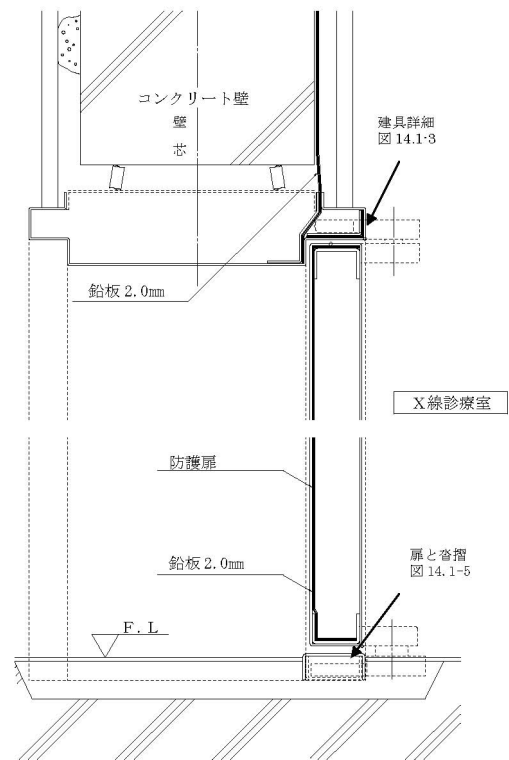 コンクリート壁
壁
芯
建具詳細
図 14.1-3
鉛板 2.0mm
X線診療室
防護扉
鉛板 2.0mm
扉と沓摺
図 14.1-5
F.L